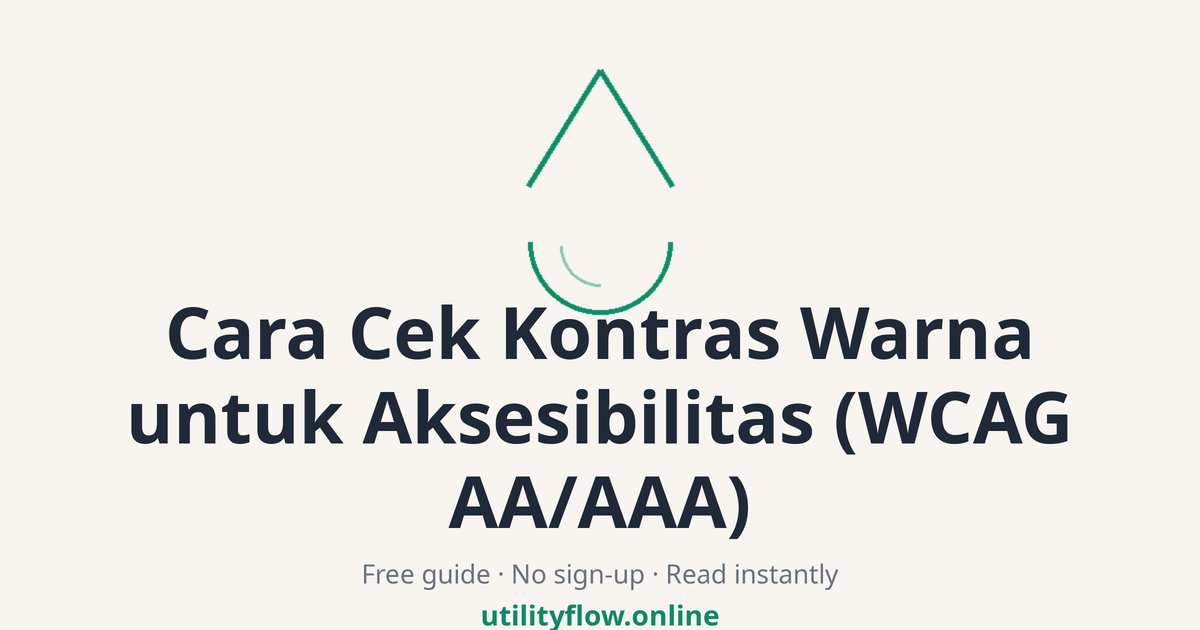 Cara Cek Kontras Warna
untuk Aksesibilitas (WCAG
AA/AAA)
Free guide · No sign-up · Read instantly
utilityflow.online